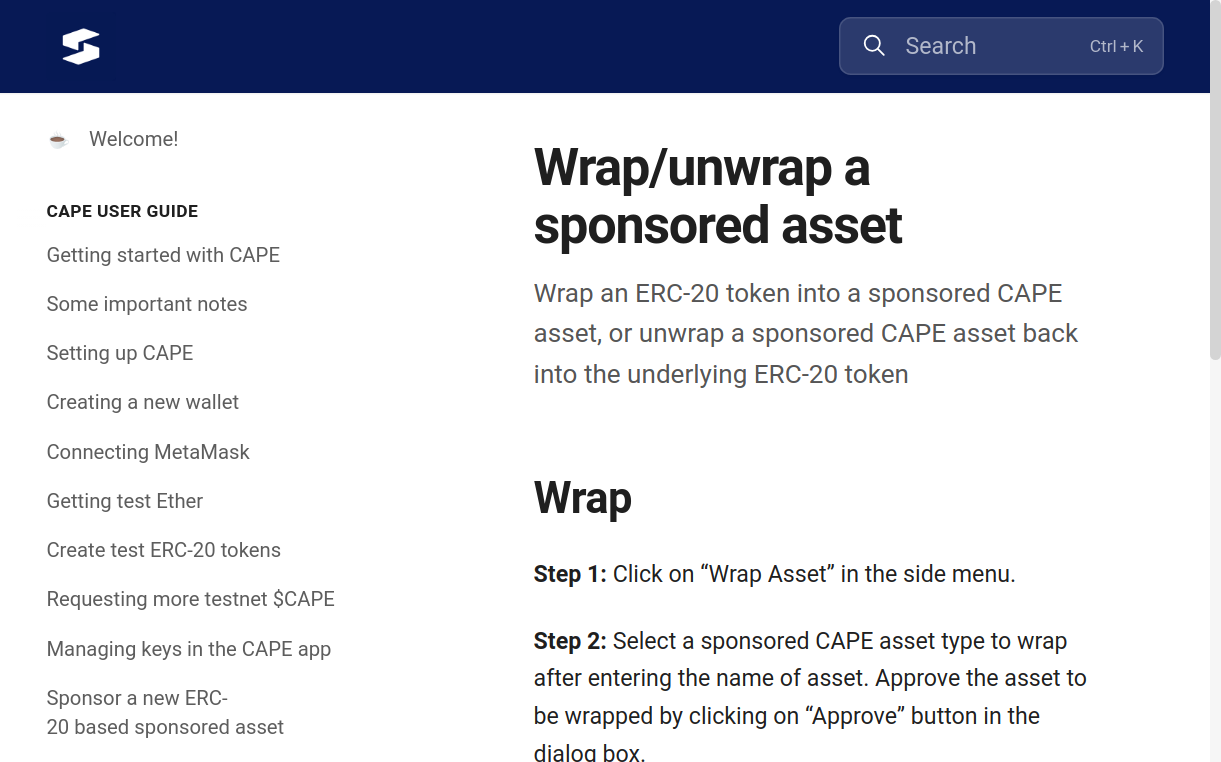 Search
Ctrl + K
Welcome!
CAPE USER GUIDE
Getting started with CAPE
Some important notes
Setting up CAPE
Creating a new wallet
Connecting MetaMask
Getting test Ether
Create test ERC-20 tokens
Requesting more testnet $CAPE
Managing keys in the CAPE app
Sponsor a new ERC-
20 based sponsored asset
Wrap/unwrap a
sponsored asset
Wrap an ERC-20 token into a sponsored CAPE
asset, or unwrap a sponsored CAPE asset back
into the underlying ERC-20 token
Wrap
Step 1: Click on “Wrap Asset” in the side menu.
Step 2: Select a sponsored CAPE asset type to wrap
after entering the name of asset. Approve the asset to
be wrapped by clicking on “Approve” button in the
dialog box.